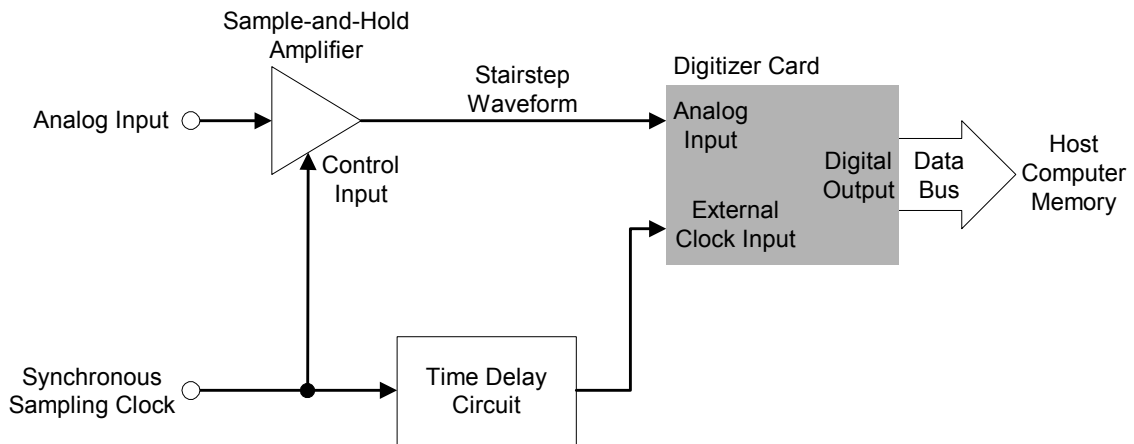 Sample-and-Hold
Amplifier
Analog Input
Control
Input
Stairstep
Waveform
Digitizer Card
Analog
Input
Digital
Output
External
Clock Input
Data
Bus
Host
Computer
Memory
Synchronous
Sampling Clock
Time Delay
Circuit